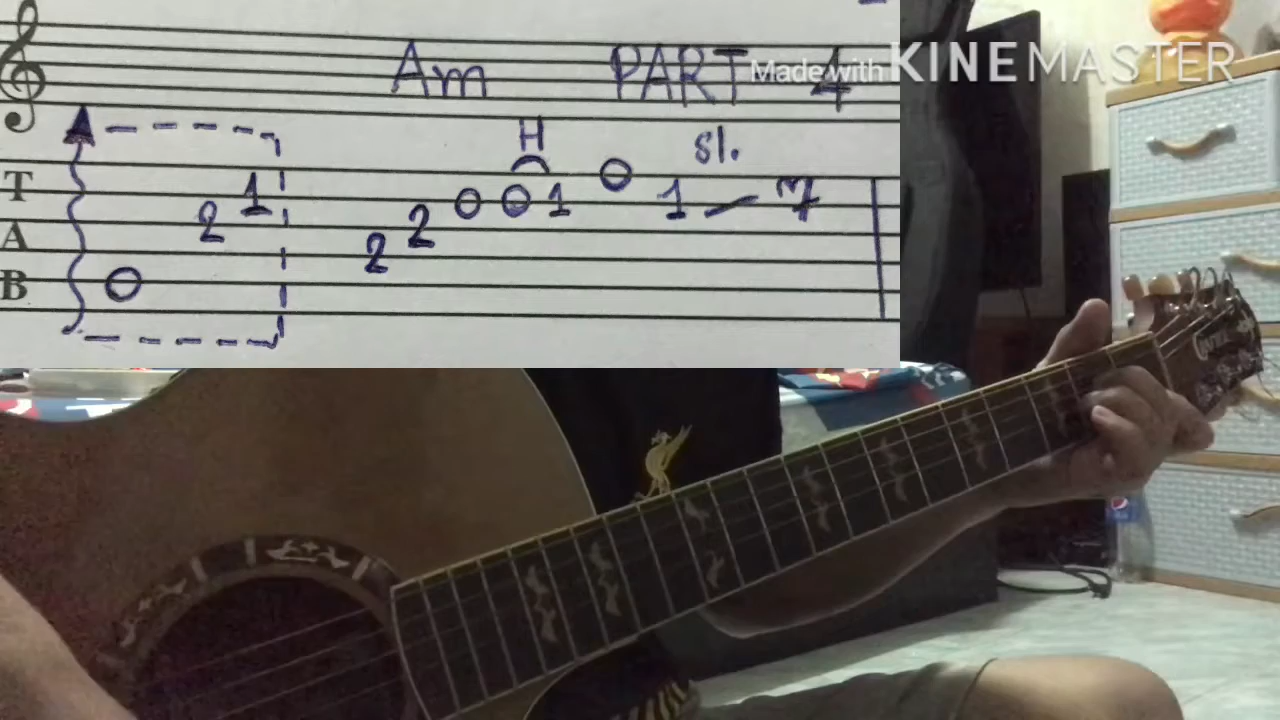 Am PART 4
Made with KINEMASTER
H sl.
T
A
B
0 2 1 2 2 0 0 1 0 1 7